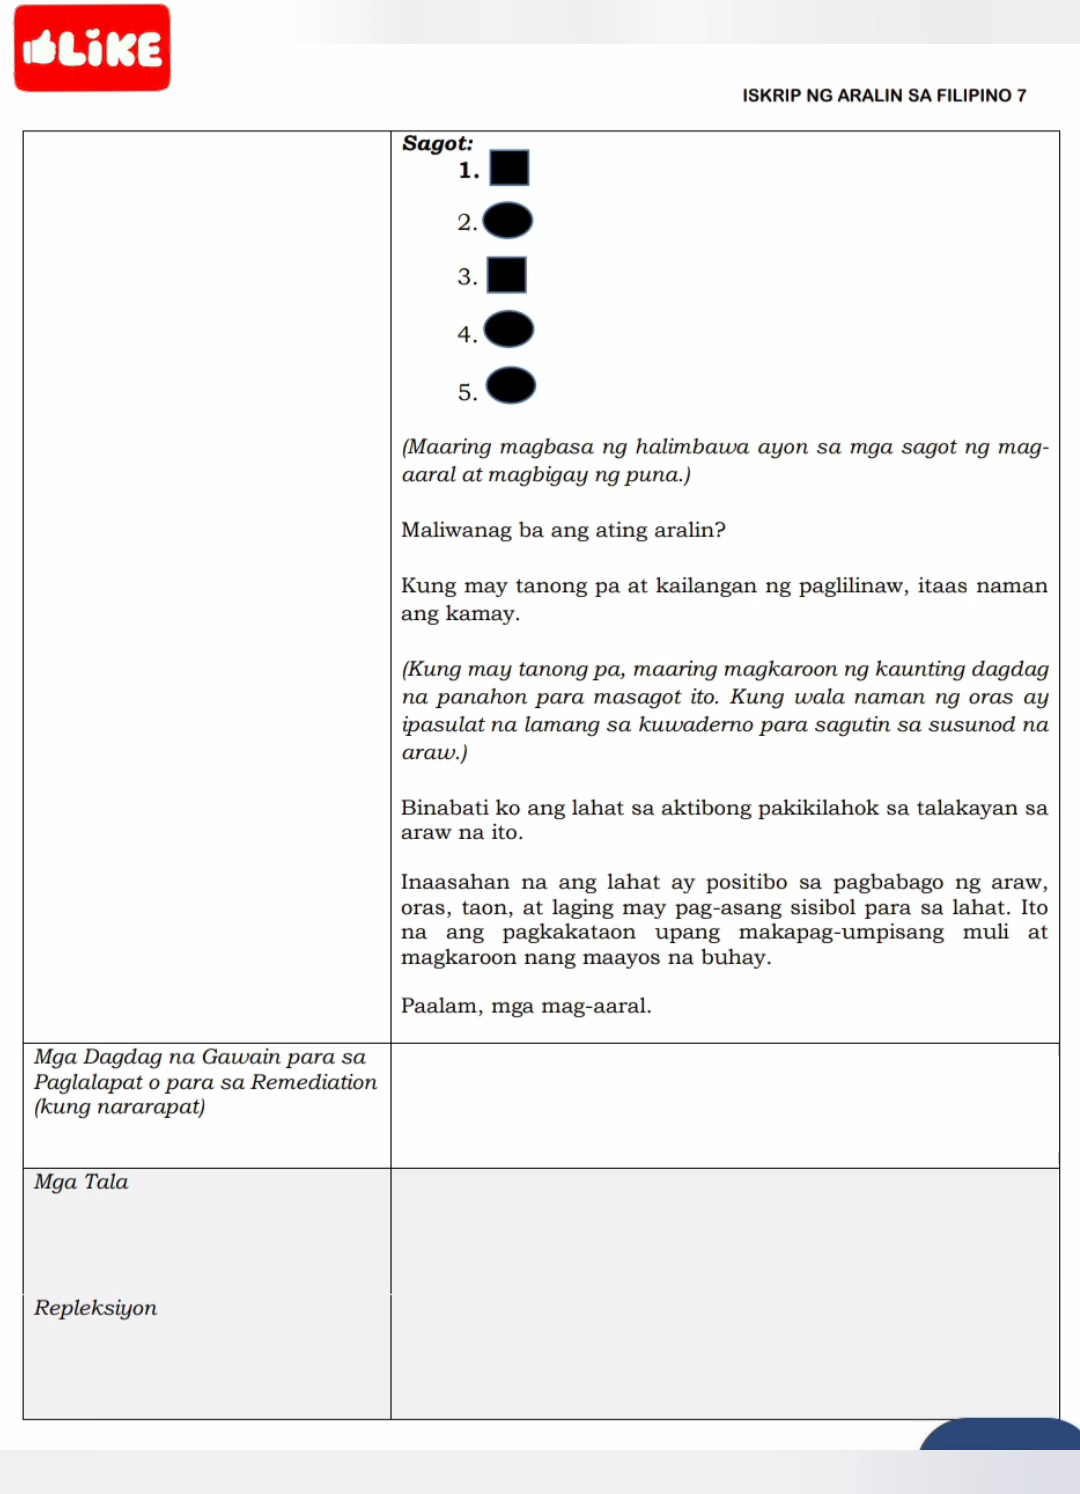 LiKE
ISKRIP NG ARALIN SA FILIPINO 7
Sagot:
1.
2.
3.
4.
5.
(Maaring magbasa ng halimbawa ayon sa mga sagot ng mag-
aaral at magbigay ng puna.)
Maliwanag ba ang ating aralin?
Kung may tanong pa at kailangan ng paglilinaw, itaas naman
ang kamay.
(Kung may tanong pa, maaring magkaroon ng kaunting dagdag
na panahon para masagot ito. Kung wala naman ng oras ay
ipasulat na lamang sa kuwaderno para sagutin sa susunod na
araw.)
Binabati ko ang lahat sa aktibong pakikilahok sa talakayan sa
araw na ito.
Inaasahan na ang lahat ay positibo sa pagbabago ng araw,
oras, taon, at laging may pag-asang sisibol para sa lahat. Ito
na ang pagkakataon upang makapag-umpisang muli at
magkaroon nang maayos na buhay.
Paalam, mga mag-aaral.
Mga Dagdag na Gawain para sa
Paglalapat o para sa Remediation
(kung nararapat)
Mga Tala
Repleksiyon